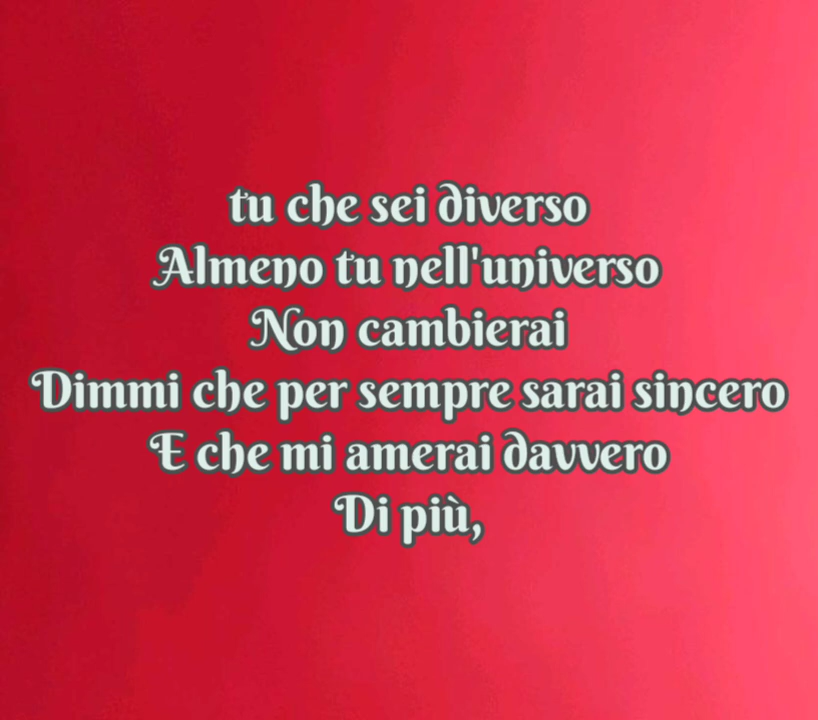 tu che sei diverso
Almeno tu nell'universo
Non cambierai
Dimmi che per sempre sarai sincero
E che mi amerai davvero
Di più,